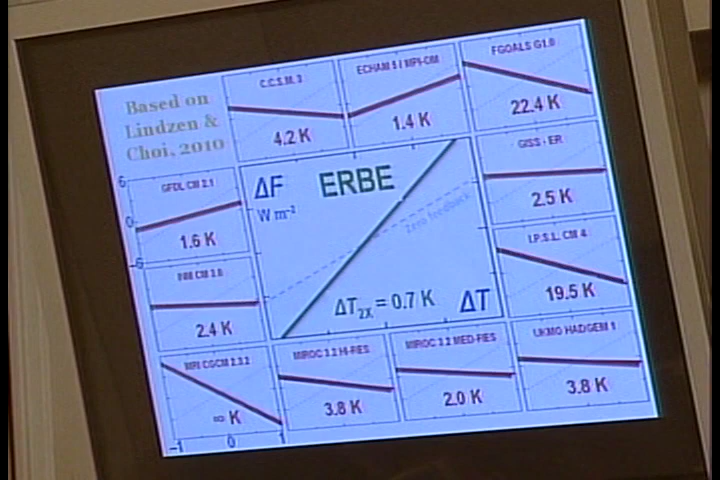 Based on
Lindzen &
Choi, 2010
C.C.S.M. 3
4.2 K
ECHAM 5 / MPI-OM
1.4 K
FGOALS G1.0
22.4 K
6
0
-6
GFDL CM 2.1
1.6 K
ΔF
W m⁻²
ERBE
Zero feedback
ΔT₂ₓ = 0.7 K
ΔT
GISS - ER
2.5 K
INM CM 3.0
2.4 K
I.P.S.L. CM 4
19.5 K
MRI CGCM 2.3.2
∞ K
-1 0 1
MIROC 3.2 HI-RES
3.8 K
MIROC 3.2 MED-RES
2.0 K
UKMO HADGEM 1
3.8 K